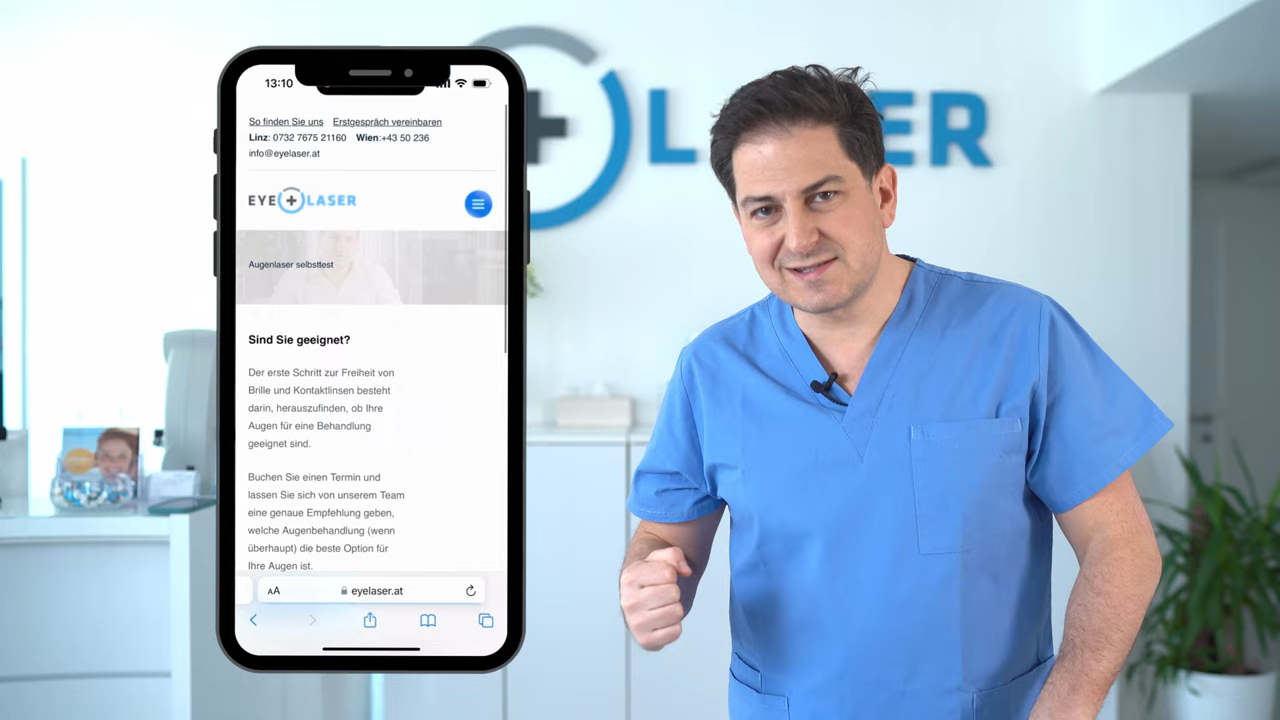 13:10
So finden Sie uns Erstgespräch vereinbaren
Linz: 0732 7675 21160 Wien:+43 50 236
info@eyelaser.at
EYE LASER
Augenlaser selbsttest
Sind Sie geeignet?
Der erste Schritt zur Freiheit von
Brille und Kontaktlinsen besteht
darin, herauszufinden, ob Ihre
Augen für eine Behandlung
geeignet sind.
Buchen Sie einen Termin und
lassen Sie sich von unserem Team
eine genaue Empfehlung geben,
welche Augenbehandlung (wenn
überhaupt) die beste Option für
Ihre Augen ist.
AA eyelaser.at
L ER